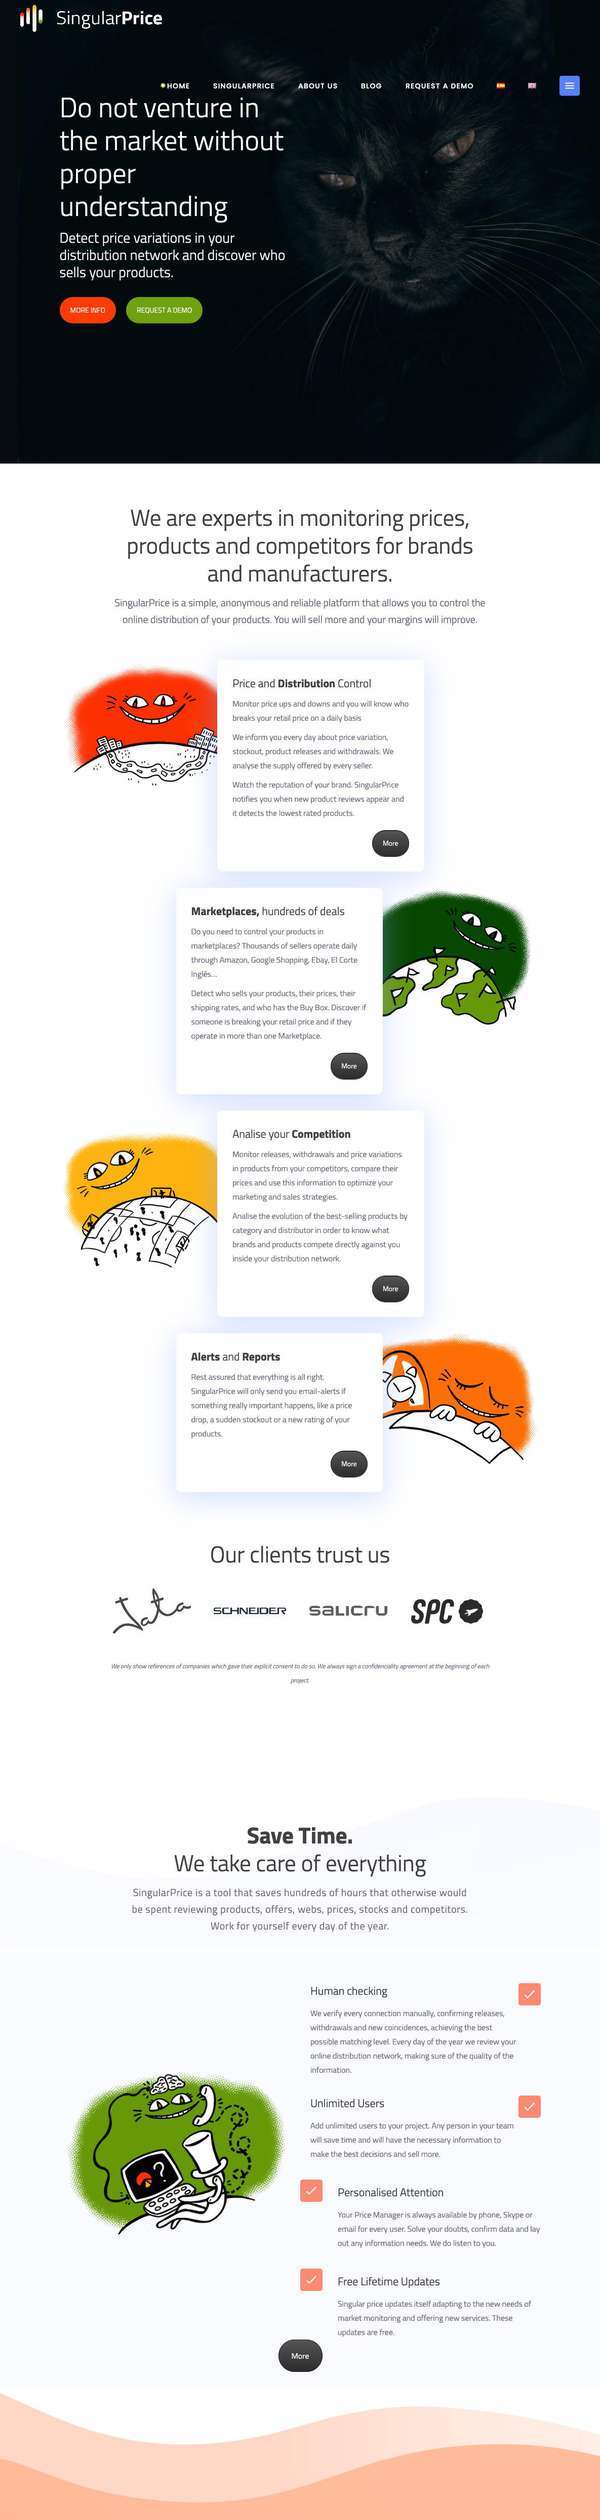 SingularPrice
HOME SINGULARPRICE ABOUT US BLOG REQUEST A DEMO
Do not venture in
the market without
proper
understanding
Detect price variations in your
distribution network and discover who
sells your products.
MORE INFO REQUEST A DEMO
We are experts in monitoring prices,
products and competitors for brands
and manufacturers.
SingularPrice is a simple, anonymous and reliable platform that allows you to control the
online distribution of your products. You will sell more and your margins will improve.
Price and Distribution Control
Monitor price ups and downs and you will know who
breaks your retail price on a daily basis
We inform you every day about price variation,
stockout, product releases and withdrawals. We
analyse the supply offered by every seller.
Watch the reputation of your brand. SingularPrice
notifies you when new product reviews appear and
it detects the lowest rated products.
More
Marketplaces, hundreds of deals
Do you need to control your products in
marketplaces? Thousands of sellers operate daily
through Amazon, Google Shopping, Ebay, El Corte
Inglés...
Detect who sells your products, their prices, their
shipping rates, and who has the Buy Box. Discover if
someone is breaking your retail price and if they
operate in more than one Marketplace.
More
Analise your Competition
Monitor releases, withdrawals and price variations
in products from your competitors, compare their
prices and use this information to optimize your
marketing and sales strategies.
Analise the evolution of the best-selling products by
category and distributor in order to know what
brands and products compete directly against you
inside your distribution network.
More
Alerts and Reports
Rest assured that everything is all right.
SingularPrice will only send you email-alerts if
something really important happens, like a price
drop, a sudden stockout or a new rating of your
products.
More
Our clients trust us
Jata SCHNEIDER SALICRU SPC
We only show references of companies which gave their explicit consent to do so. We always sign a confidenciality agreement at the beginning of each
project.
Save Time.
We take care of everything
SingularPrice is a tool that saves hundreds of hours that otherwise would
be spent reviewing products, offers, webs, prices, stocks and competitors.
Work for yourself every day of the year.
Human checking
We verify every connection manually, confirming releases,
withdrawals and new coincidences, achieving the best
possible matching level. Every day of the year we review your
online distribution network, making sure of the quality of the
information.
Unlimited Users
Add unlimited users to your project. Any person in your team
will save time and will have the necessary information to
make the best decisions and sell more.
?
Personalised Attention
Your Price Manager is always available by phone, Skype or
email for every user. Solve your doubts, confirm data and lay
out any information needs. We do listen to you.
Free Lifetime Updates
Singular price updates itself adapting to the new needs of
market monitoring and offering new services. These
updates are free.
More